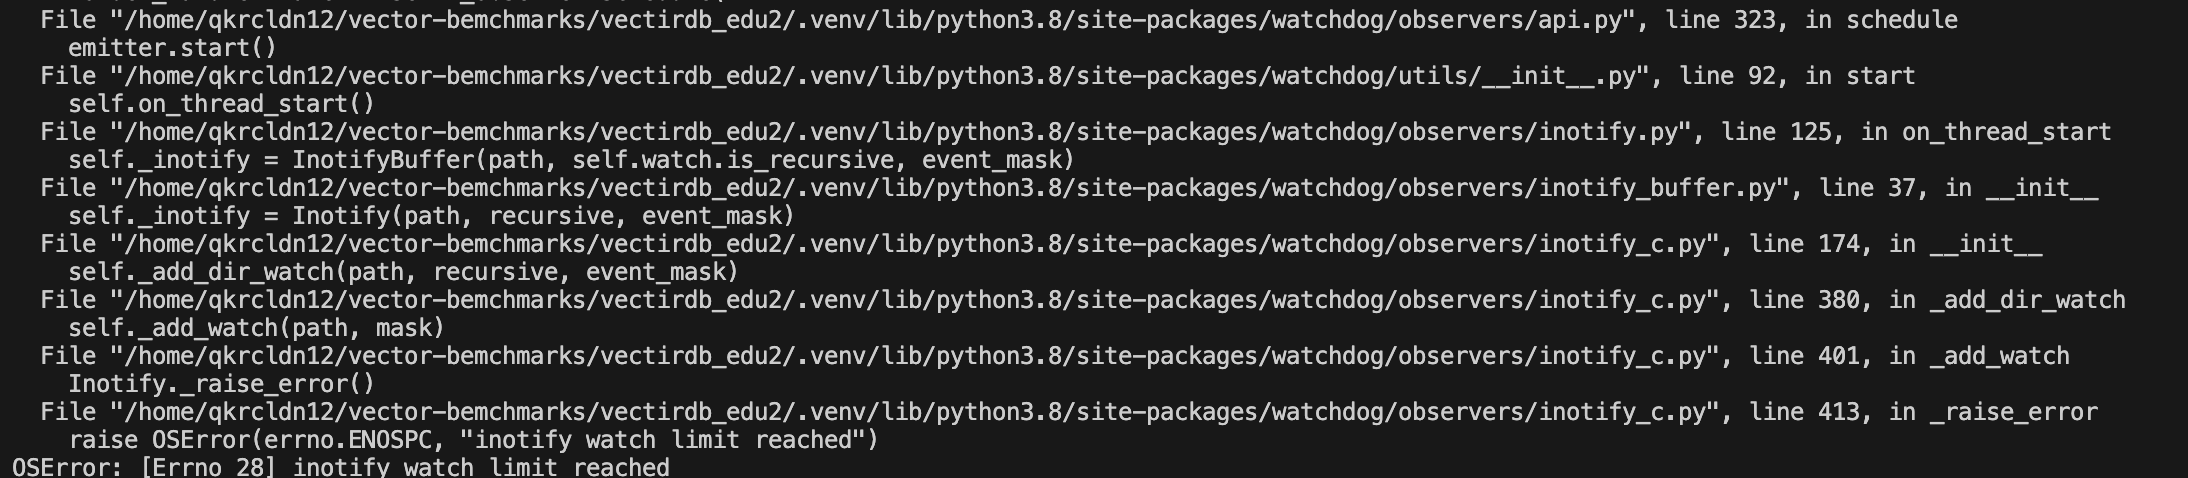 File "/home/qkrcldn12/vector-bemchmarks/vectirdb_edu2/.venv/lib/python3.8/site-packages/watchdog/observers/api.py", line 323, in schedule
emitter.start()
File "/home/qkrcldn12/vector-bemchmarks/vectirdb_edu2/.venv/lib/python3.8/site-packages/watchdog/utils/__init__.py", line 92, in start
self.on_thread_start()
File "/home/qkrcldn12/vector-bemchmarks/vectirdb_edu2/.venv/lib/python3.8/site-packages/watchdog/observers/inotify.py", line 125, in on_thread_start
self._inotify = InotifyBuffer(path, self.watch.is_recursive, event_mask)
File "/home/qkrcldn12/vector-bemchmarks/vectirdb_edu2/.venv/lib/python3.8/site-packages/watchdog/observers/inotify_buffer.py", line 37, in __init__
self._inotify = Inotify(path, recursive, event_mask)
File "/home/qkrcldn12/vector-bemchmarks/vectirdb_edu2/.venv/lib/python3.8/site-packages/watchdog/observers/inotify_c.py", line 174, in __init__
self._add_dir_watch(path, recursive, event_mask)
File "/home/qkrcldn12/vector-bemchmarks/vectirdb_edu2/.venv/lib/python3.8/site-packages/watchdog/observers/inotify_c.py", line 380, in _add_dir_watch
self._add_watch(path, mask)
File "/home/qkrcldn12/vector-bemchmarks/vectirdb_edu2/.venv/lib/python3.8/site-packages/watchdog/observers/inotify_c.py", line 401, in _add_watch
Inotify._raise_error()
File "/home/qkrcldn12/vector-bemchmarks/vectirdb_edu2/.venv/lib/python3.8/site-packages/watchdog/observers/inotify_c.py", line 413, in _raise_error
raise OSError(errno.ENOSPC, "inotify watch limit reached")
OSError: [Errno 28] inotify watch limit reached